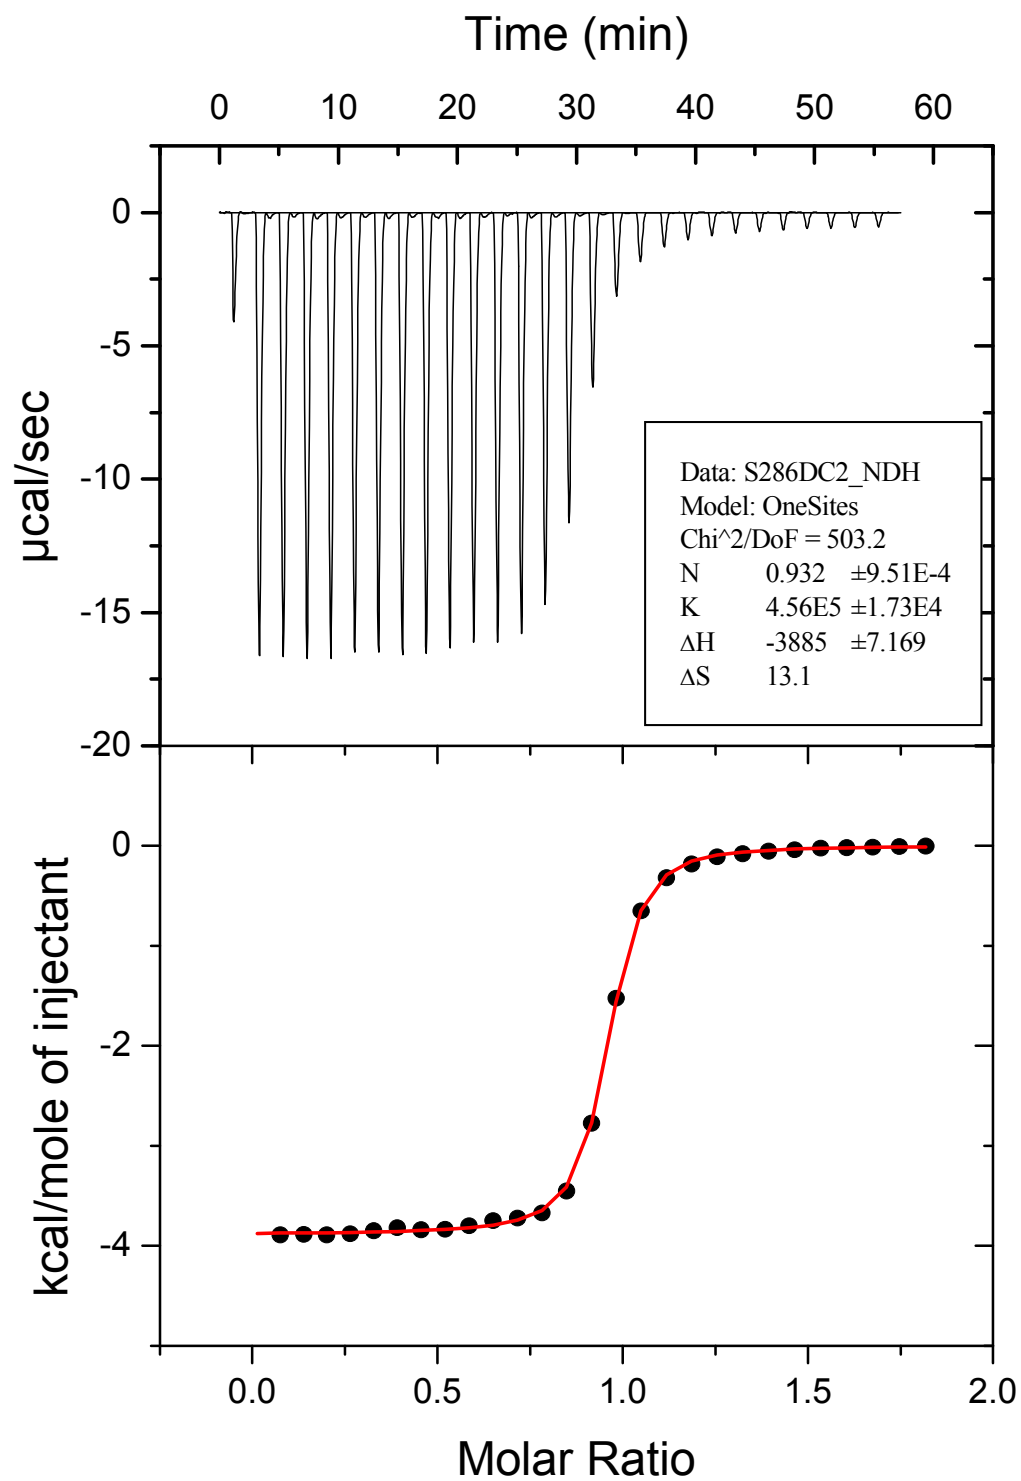 Time (min)
0 10 20 30 40 50 60
0
-5
-10
-15
-20
µcal/sec
Data: S286DC2_NDH
Model: OneSites
Chi^2/DoF = 503.2
N 0.932 ±9.51E-4
K 4.56E5 ±1.73E4
ΔH -3885 ±7.169
ΔS 13.1
0
-2
-4
kcal/mole of injectant
0.0 0.5 1.0 1.5 2.0
Molar Ratio